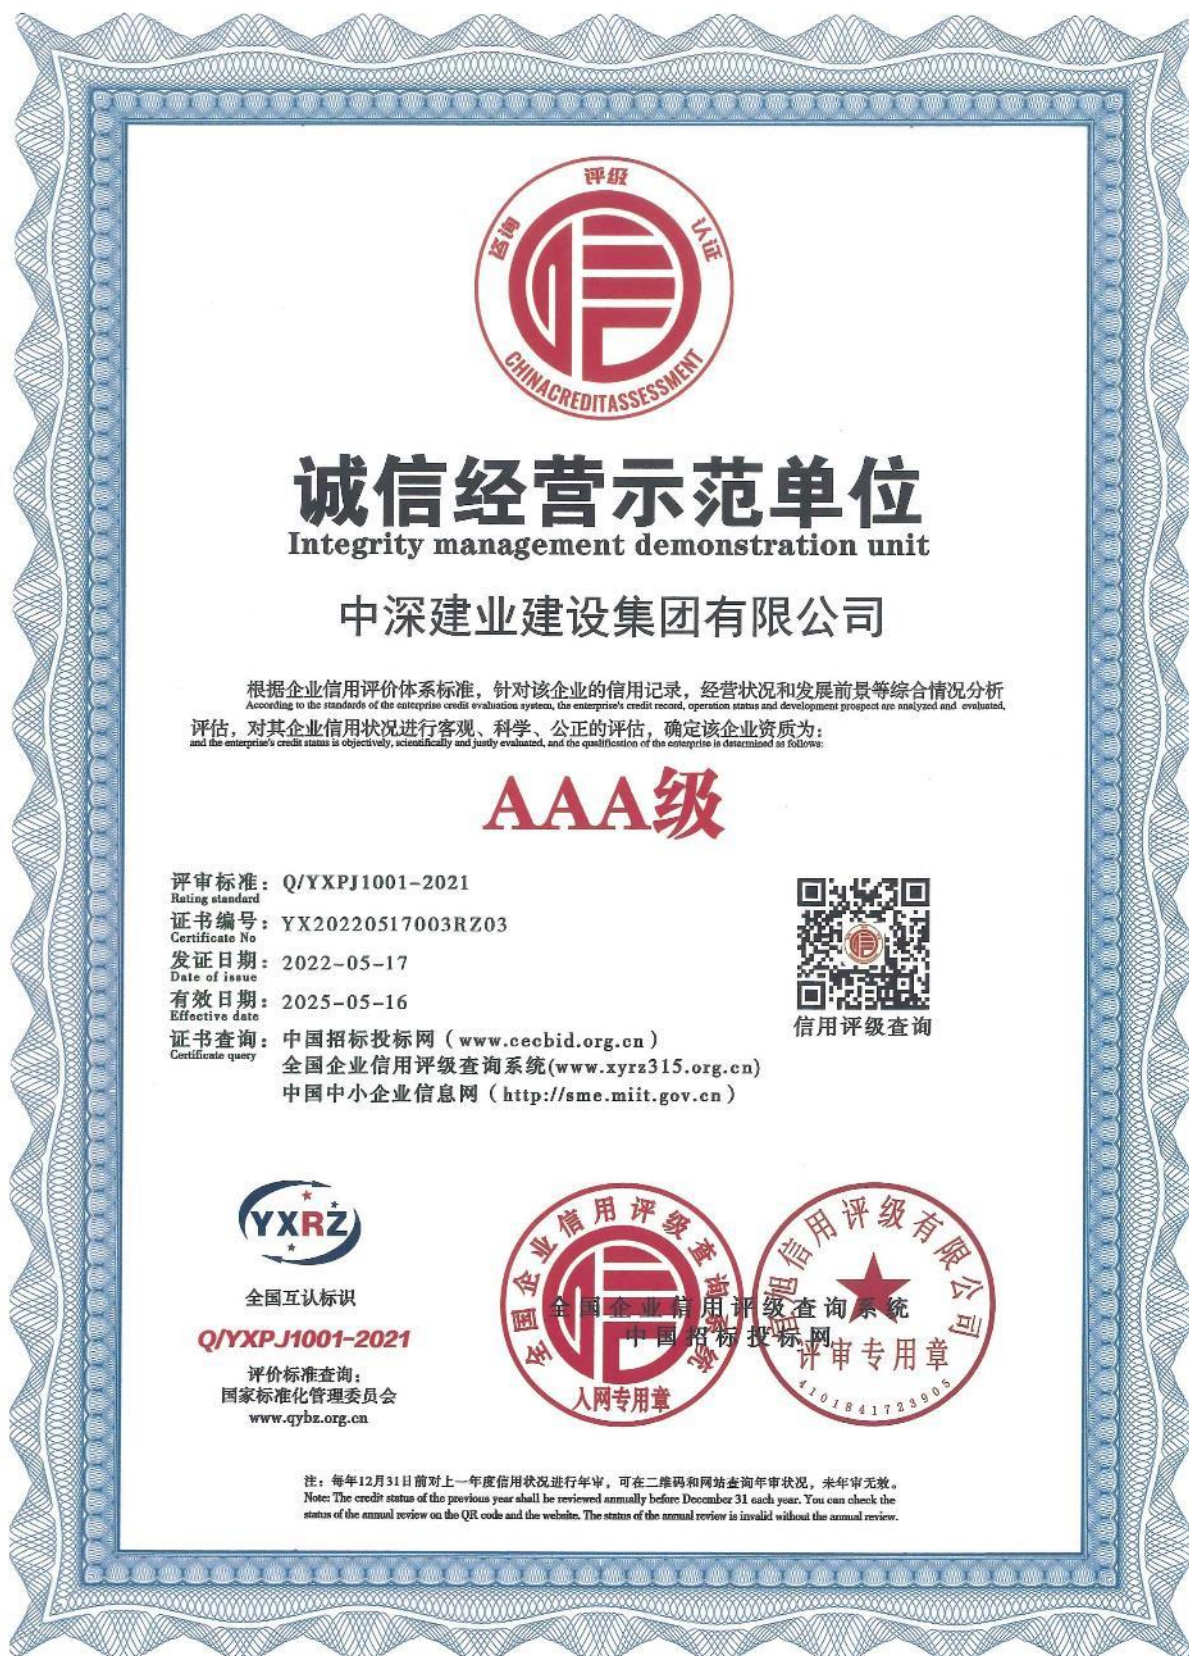 咨询 评级 认证
CHINACREDITASSESSMENT
诚信经营示范单位
Integrity management demonstration unit
中深建业建设集团有限公司
根据企业信用评价体系标准，针对该企业的信用记录，经营状况和发展前景等综合情况分析
According to the standards of the enterprise credit evaluation system, the enterprise's credit record, operation status and development prospect are analyzed and evaluated,
评估，对其企业信用状况进行客观、科学、公正的评估，确定该企业资质为：
and the enterprise's credit status is objectively, scientifically and justly evaluated, and the qualification of the enterprise is determined as follows:
AAA级
评审标准：Q/YXPJ1001-2021
Rating standard
证书编号：YX20220517003RZ03
Certificate No
发证日期：2022-05-17
Date of issue
有效日期：2025-05-16
Effective date
证书查询：中国招标投标网（www.cecbid.org.cn）
Certificate query
全国企业信用评级查询系统(www.xyrz315.org.cn)
中国中小企业信息网（http://sme.miit.gov.cn）
信用评级查询
YXRZ
全国互认标识
Q/YXPJ1001-2021
评价标准查询：
国家标准化管理委员会
www.qybz.org.cn
全国企业信用评级查询系统
入网专用章
全国企业信用评级查询系统
中国招标投标网
旭信用评级有限公司
评审专用章
4101841723905
注：每年12月31日前对上一年度信用状况进行年审，可在二维码和网站查询年审状况，未年审无效。
Note: The credit status of the previous year shall be reviewed annually before December 31 each year. You can check the
status of the annual review on the QR code and the website. The status of the annual review is invalid without the annual review.